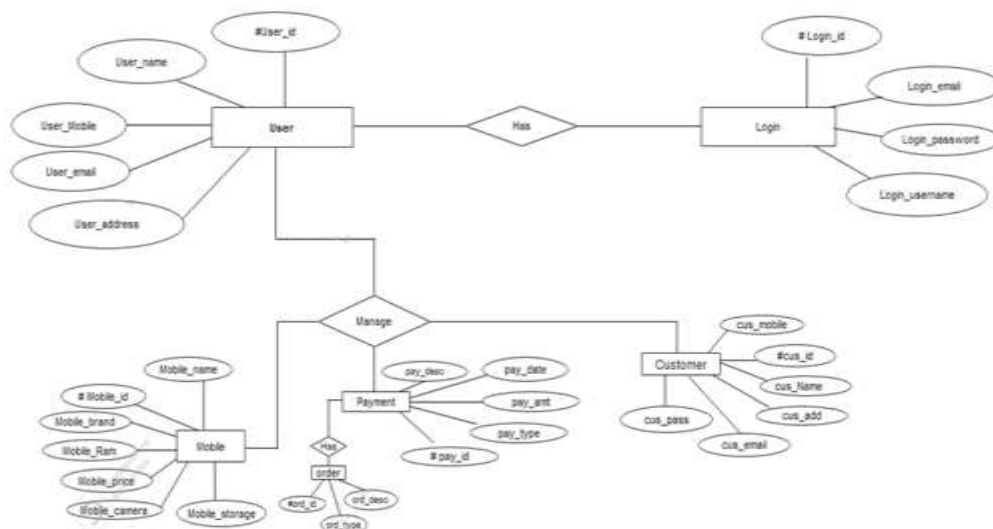 #User_id
# Login_id
User_name
Login_email
User_Mobile
User
Has
Login
Login_password
User_email
Login_username
User_address
Manage
cus_mobile
Mobile_name
pay_desc
pay_date
Customer
#cus_id
# Mobile_id
cus_Name
Mobile_brand
Payment
pay_amt
cus_pass
cus_add
Mobile_Ram
Mobile
pay_type
cus_email
Has
# pay_id
Mobile_price
order
Mobile_camera
Mobile_storage
#ord_id
ord_desc
ord_type